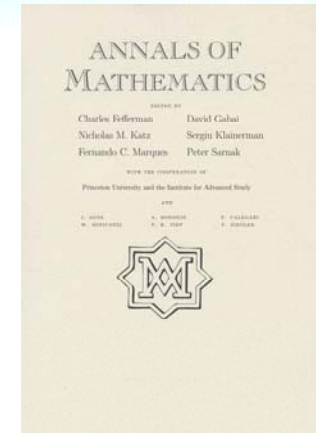 ANNALS OF
MATHEMATICS
EDITED BY
Charles Fefferman David Gabai
Nicholas M. Katz Sergiu Klainerman
Fernando C. Marques Peter Sarnak
WITH THE COOPERATION OF
Princeton University and the Institute for Advanced Study
AND
F. CALEGARI